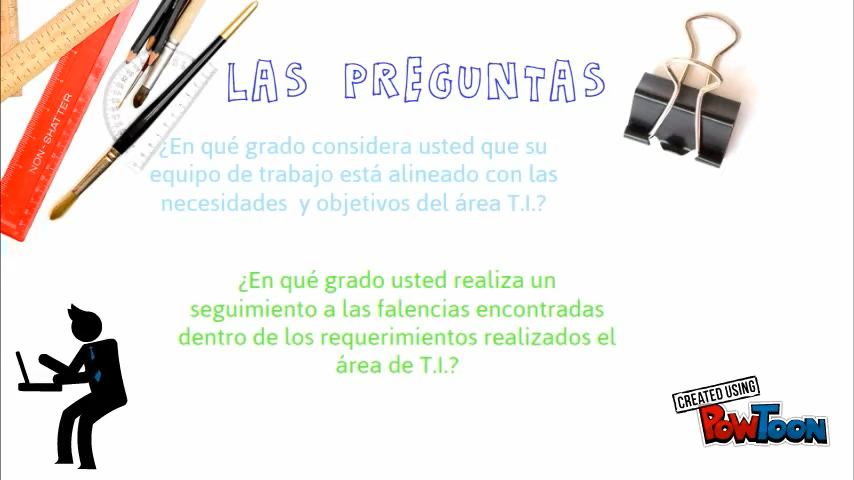 LAS PREGUNTAS
¿En qué grado considera usted que su
equipo de trabajo está alineado con las
necesidades y objetivos del área T.I.?
¿En qué grado usted realiza un
seguimiento a las falencias encontradas
dentro de los requerimientos realizados el
área de T.I.?
NON-SHATTER
CREATED USING
POWTOON